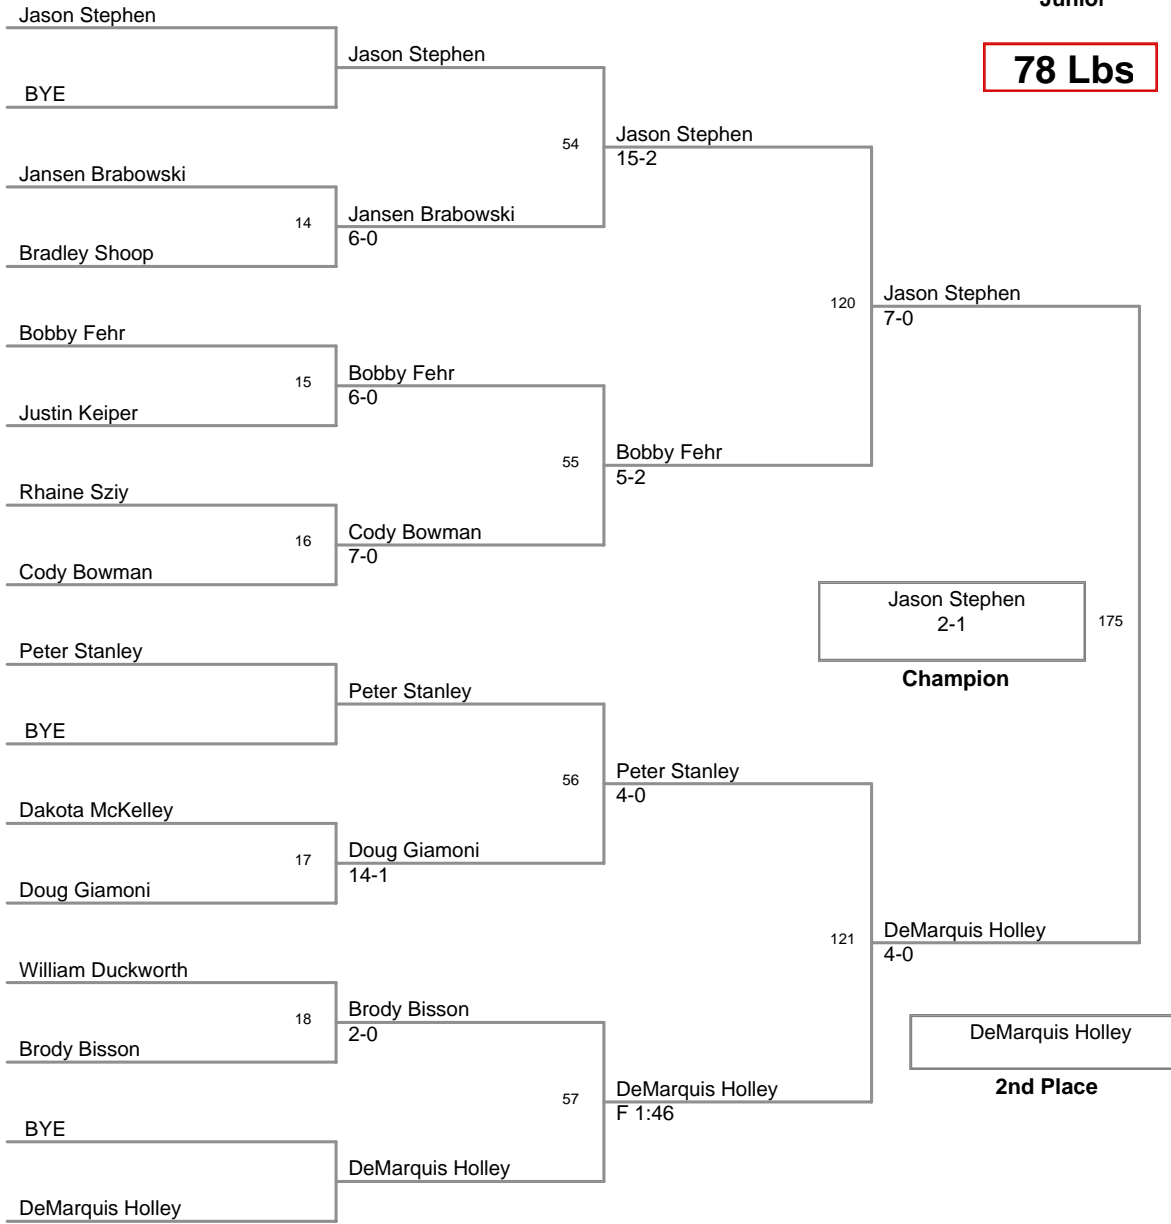 Junior
78 Lbs
Jason Stephen
Jason Stephen
BYE
54
Jason Stephen
15-2
Jansen Brabowski
14
Jansen Brabowski
6-0
Bradley Shoop
120
Jason Stephen
7-0
Bobby Fehr
15
Bobby Fehr
6-0
Justin Keiper
55
Bobby Fehr
5-2
Rhaine Sziy
16
Cody Bowman
7-0
Cody Bowman
Jason Stephen
2-1
175
Champion
Peter Stanley
Peter Stanley
BYE
56
Peter Stanley
4-0
Dakota McKelley
17
Doug Giamoni
14-1
Doug Giamoni
121
DeMarquis Holley
4-0
William Duckworth
18
Brody Bisson
2-0
Brody Bisson
DeMarquis Holley
2nd Place
57
DeMarquis Holley
F 1:46
BYE
DeMarquis Holley
DeMarquis Holley